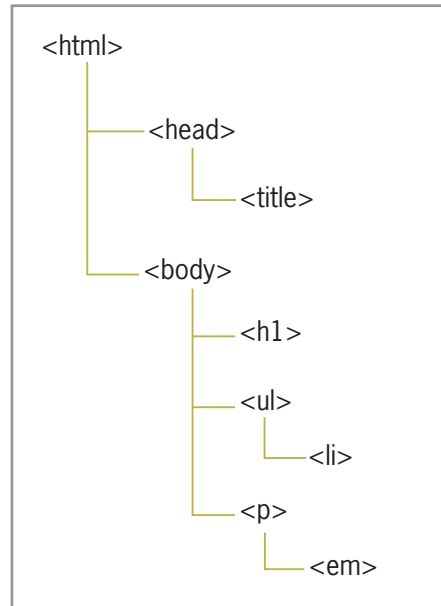 <html>
<head>
<title>
<body>
<h1>
<ul>
<li>
<p>
<em>